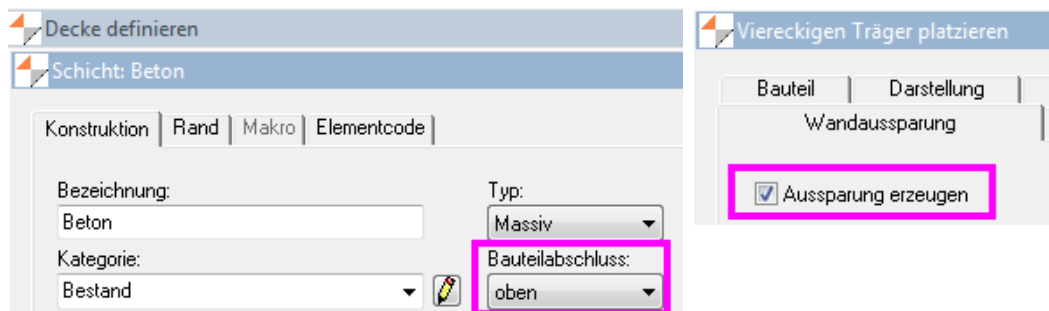 Decke definieren
Schicht: Beton
Konstruktion Rand Makro Elementcode
Bezeichnung: Typ:
Beton Massiv
Kategorie: Bauteilabschluss:
Bestand oben
Viereckigen Träger platzieren
Bauteil Darstellung
Wandaussparung
Aussparung erzeugen